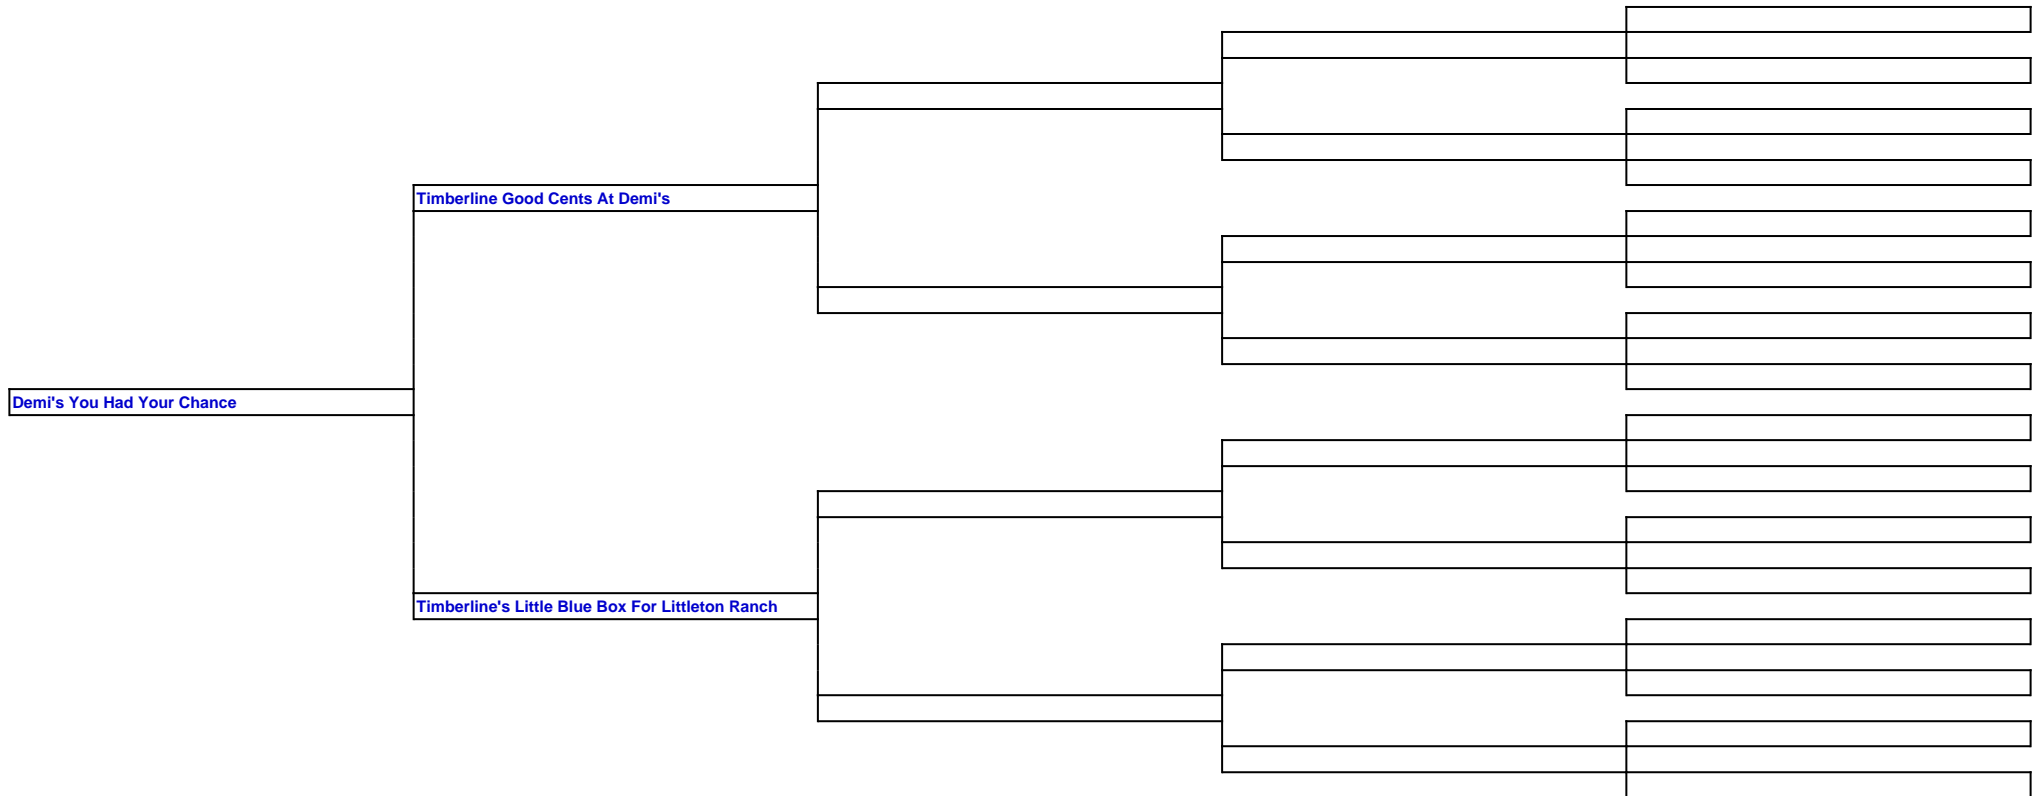 Timberline Good Cents At Demi's
Demi's You Had Your Chance
Timberline's Little Blue Box For Littleton Ranch